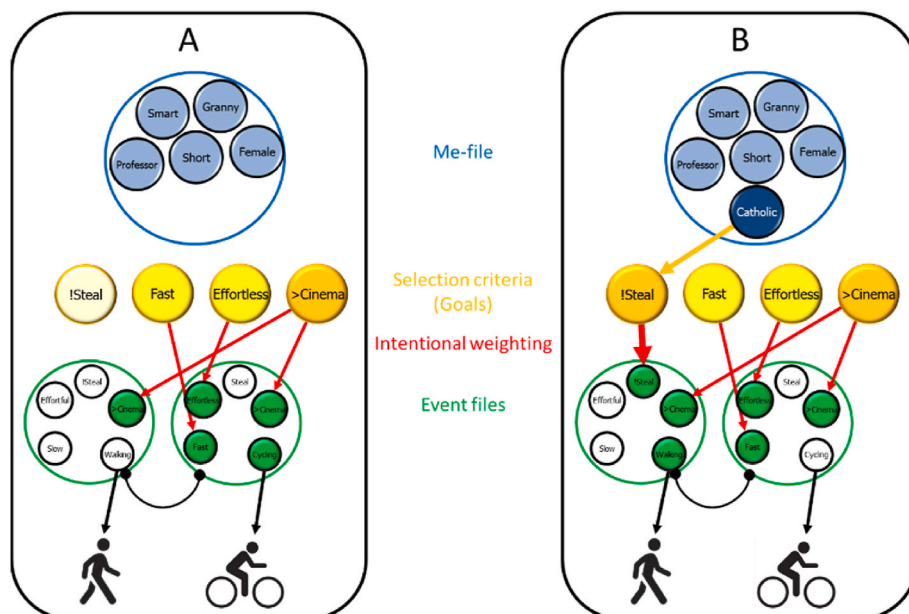 A
B
Smart
Granny
Professor
Short
Female
Me-file
Smart
Granny
Professor
Short
Female
Catholic
!Steal
Fast
Effortless
>Cinema
Selection criteria
(Goals)
!Steal
Fast
Effortless
>Cinema
Intentional weighting
!Steal
Effortful
>Cinema
Slow
Walking
Steal
Effortless
>Cinema
Fast
Cycling
Event files
!Steal
Effortful
>Cinema
Slow
Walking
Steal
Effortless
>Cinema
Fast
Cycling